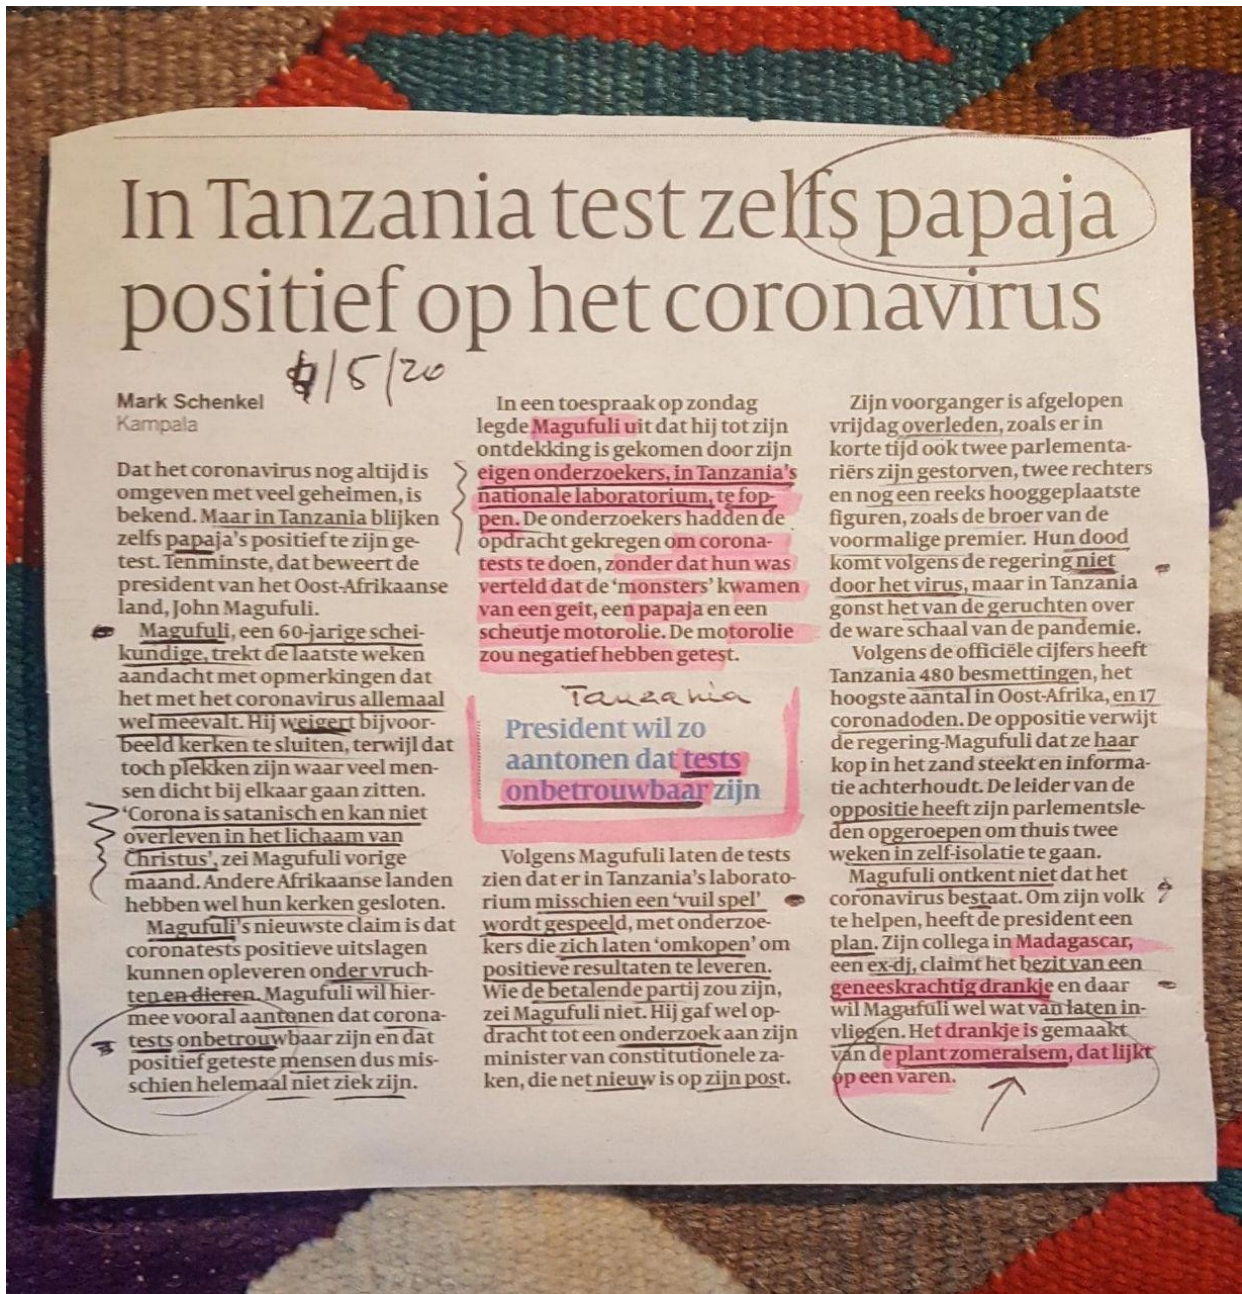 In Tanzania test zelfs papaja
positief op het coronavirus
/5/20
Mark Schenkel
Kampala
Dat het coronavirus nog altijd is
omgeven met veel geheimen, is
bekend. Maar in Tanzania blijken
zelfs papaja's positief te zijn ge-
test. Tenminste, dat beweert de
president van het Oost-Afrikaanse
land, John Magufuli.
Magufuli, een 60-jarige schei-
kundige, trekt de laatste weken
aandacht met opmerkingen dat
het met het coronavirus allemaal
wel meevalt. Hij weigert bijvoor-
beeld kerken te sluiten, terwijl dat
toch plekken zijn waar veel men-
sen dicht bij elkaar gaan zitten.
'Corona is satanisch en kan niet
overleven in het lichaam van
Christus', zei Magufuli vorige
maand. Andere Afrikaanse landen
hebben wel hun kerken gesloten.
Magufuli's nieuwste claim is dat
coronatests positieve uitslagen
kunnen opleveren onder vruch-
ten en dieren. Magufuli wil hier-
mee vooral aantonen dat corona-
tests onbetrouwbaar zijn en dat
positief geteste mensen dus mis-
schien helemaal niet ziek zijn.
In een toespraak op zondag
legde Magufuli uit dat hij tot zijn
ontdekking is gekomen door zijn
eigen onderzoekers, in Tanzania's
nationale laboratorium, te fop-
pen. De onderzoekers hadden de
opdracht gekregen om corona-
tests te doen, zonder dat hun was
verteld dat de 'monsters' kwamen
van een geit, een papaja en een
scheutje motorolie. De motorolie
zou negatief hebben getest.
Tanzania
President wil zo
aantonen dat tests
onbetrouwbaar zijn
Volgens Magufuli laten de tests
zien dat er in Tanzania's laborato-
rium misschien een 'vuil spel'
wordt gespeeld, met onderzoe-
kers die zich laten 'omkopen' om
positieve resultaten te leveren.
Wie de betalende partij zou zijn,
zei Magufuli niet. Hij gaf wel op-
dracht tot een onderzoek aan zijn
minister van constitutionele za-
ken, die net nieuw is op zijn post.
Zijn voorganger is afgelopen
vrijdag overleden, zoals er in
korte tijd ook twee parlementa-
riërs zijn gestorven, twee rechters
en nog een reeks hooggeplaatste
figuren, zoals de broer van de
voormalige premier. Hun dood
komt volgens de regering niet
door het virus, maar in Tanzania
gonst het van de geruchten over
de ware schaal van de pandemie.
Volgens de officiële cijfers heeft
Tanzania 480 besmettingen, het
hoogste aantal in Oost-Afrika, en 17
coronadoden. De oppositie verwijt
de regering-Magufuli dat ze haar
kop in het zand steekt en informa-
tie achterhoudt. De leider van de
oppositie heeft zijn parlementsle-
den opgeroepen om thuis twee
weken in zelf-isolatie te gaan.
Magufuli ontkent niet dat het
coronavirus bestaat. Om zijn volk
te helpen, heeft de president een
plan. Zijn collega in Madagascar,
een ex-dj, claimt het bezit van een
geneeskrachtig drankje en daar
wil Magufuli wel wat van laten in-
vliegen. Het drankje is gemaakt
van de plant zomeralsem, dat lijkt
op een varen.